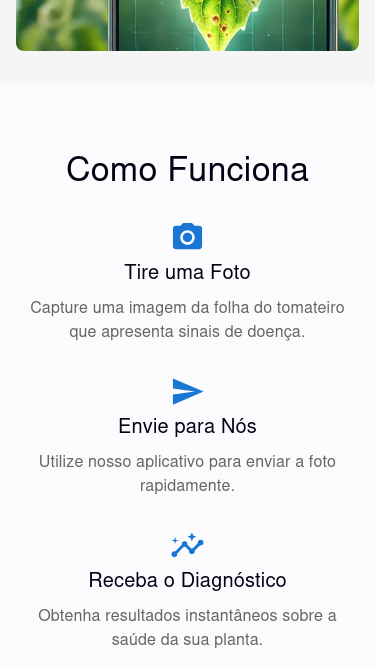 Como Funciona
Tire uma Foto
Capture uma imagem da folha do tomateiro
que apresenta sinais de doença.
Envie para Nós
Utilize nosso aplicativo para enviar a foto
rapidamente.
Receba o Diagnóstico
Obtenha resultados instantâneos sobre a
saúde da sua planta.